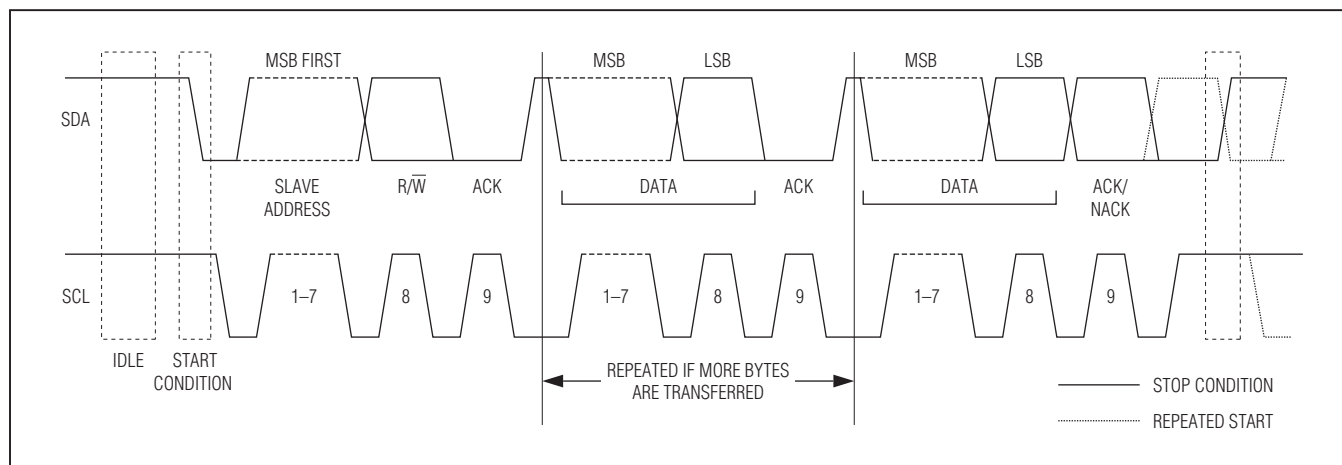 MSB FIRST
MSB
LSB
MSB
LSB
SDA
SLAVE
ADDRESS
R/W̅
ACK
DATA
ACK
DATA
ACK/
NACK
SCL
1–7
8
9
1–7
8
9
1–7
8
9
IDLE
START
CONDITION
REPEATED IF MORE BYTES
ARE TRANSFERRED
STOP CONDITION
REPEATED START